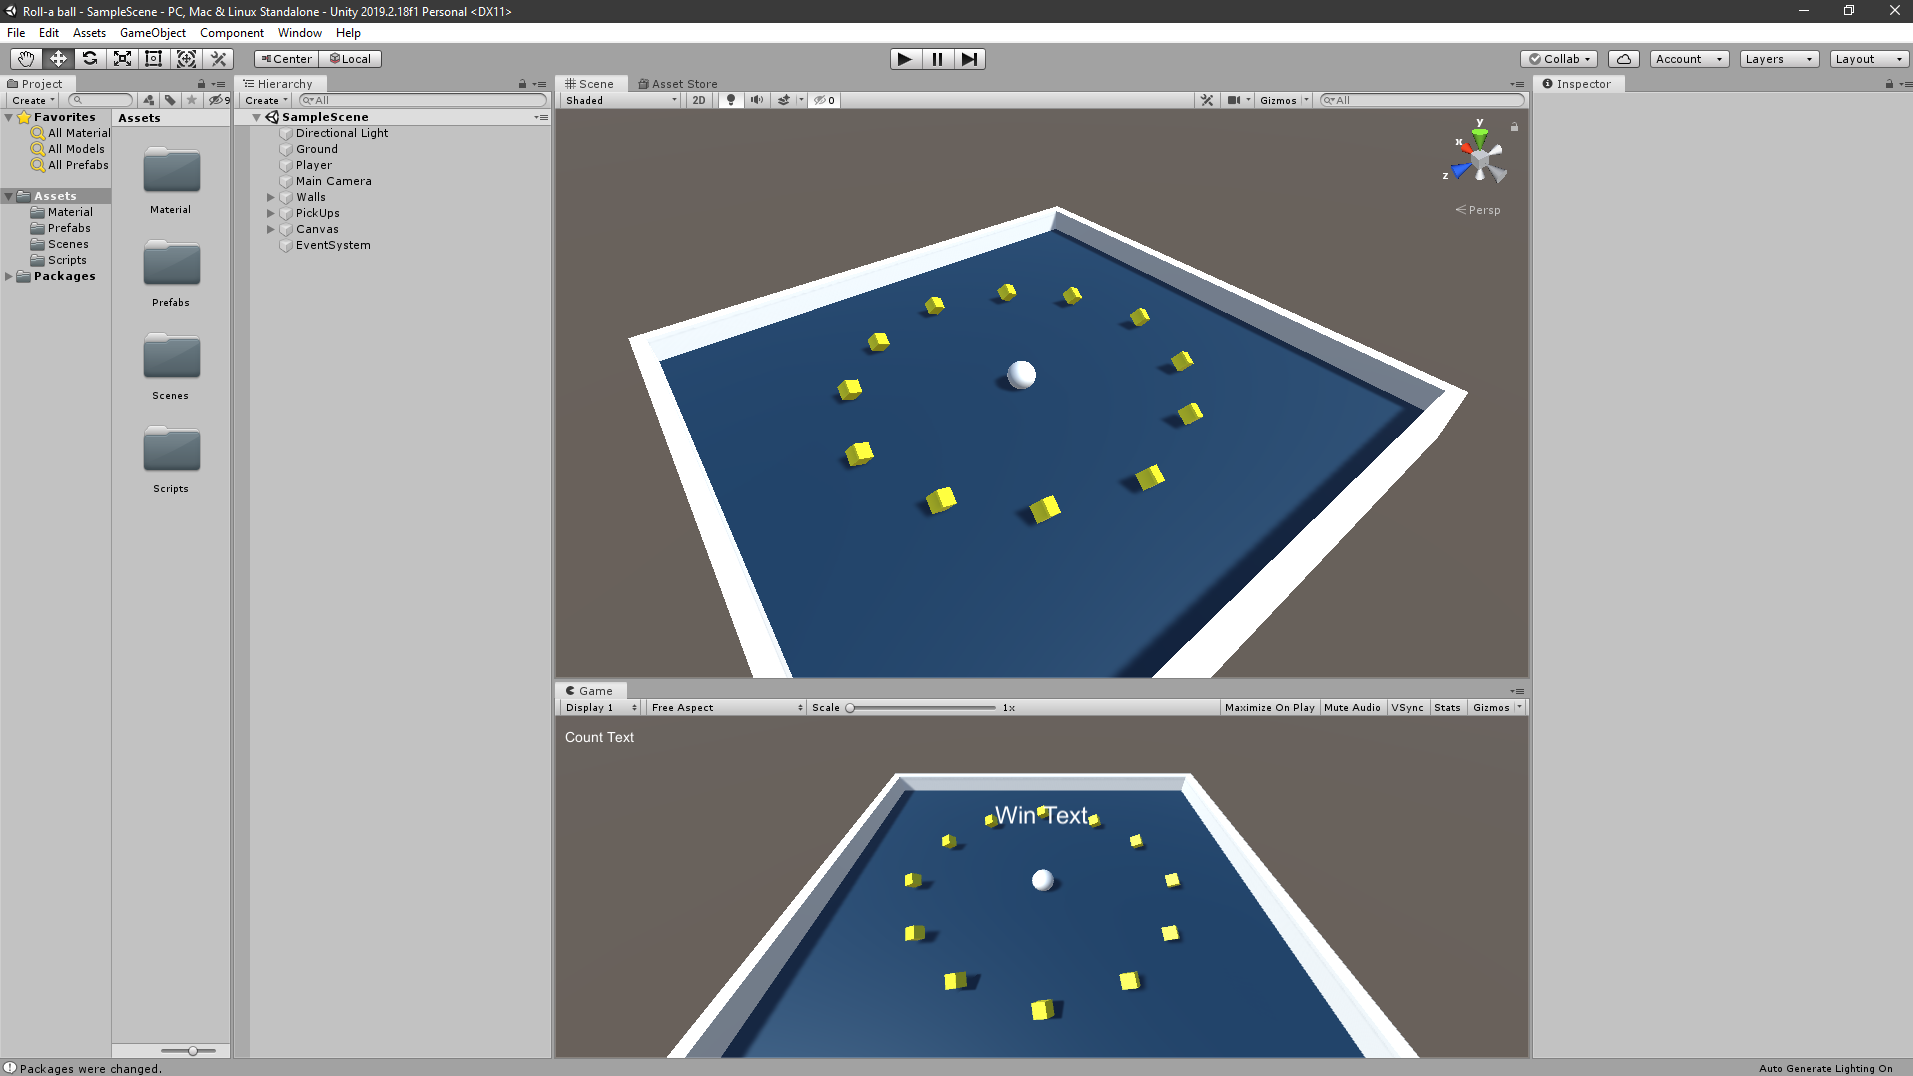 Roll-a ball - SampleScene - PC, Mac & Linux Standalone - Unity 2019.2.18f1 Personal <DX11>
File Edit Assets GameObject Component Window Help
Center Local Collab Account Layers Layout
Project
Create 9
Favorites
All Material
All Models
All Prefabs
Assets
Material
Prefabs
Scenes
Scripts
Packages
Assets
Material
Prefabs
Scenes
Scripts
Hierarchy
Create All
SampleScene
Directional Light
Ground
Player
Main Camera
Walls
PickUps
Canvas
EventSystem
Scene Asset Store
Shaded 2D 0 Gizmos All
y
x
z
Persp
Game
Display 1 Free Aspect Scale 1x Maximize On Play Mute Audio VSync Stats Gizmos
Count Text
Win Text
Inspector
Packages were changed.
Auto Generate Lighting On